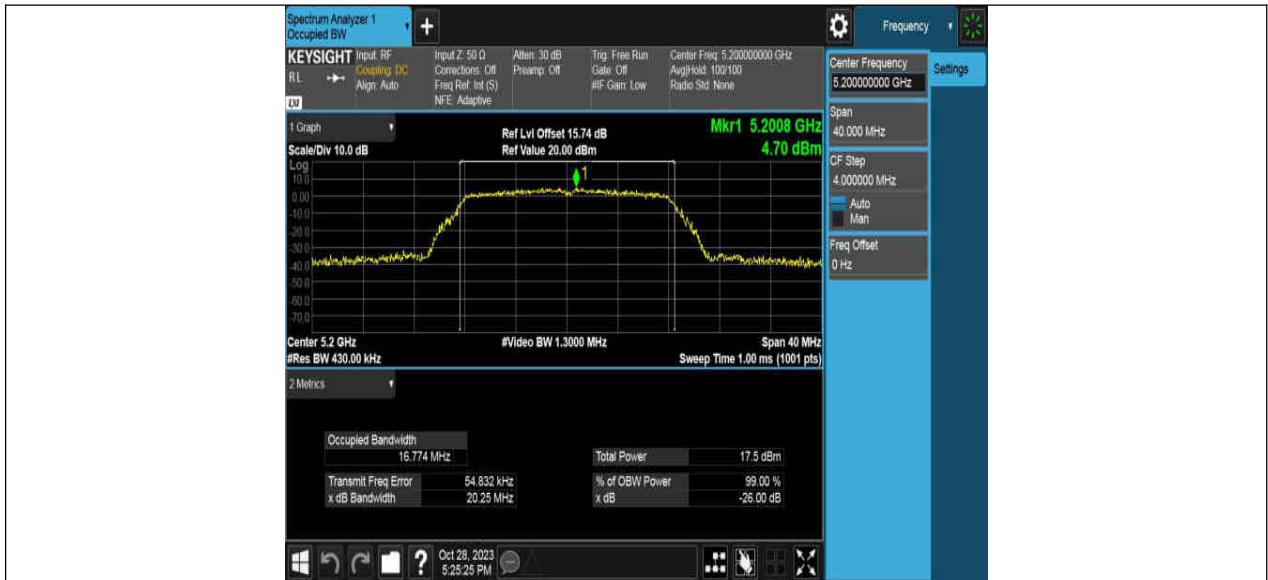 Spectrum Analyzer 1
Occupied BW
+
Frequency
KEYSIGHT
RL
LW
Input: RF
Coupling: DC
Align: Auto
Input Z: 50 Ω
Corrections: Off
Freq Ref: Int (S)
NFE: Adaptive
Atten: 30 dB
Preamp: Off
Trig: Free Run
Gate: Off
#IF Gain: Low
Center Freq: 5.200000000 GHz
Avg|Hold: 100/100
Radio Std: None
Center Frequency
5.200000000 GHz
Settings
Span
40.000 MHz
CF Step
4.000000 MHz
Auto
Man
Freq Offset
0 Hz
1 Graph
Scale/Div 10.0 dB
Ref Lvl Offset 15.74 dB
Ref Value 20.00 dBm
Mkr1 5.2008 GHz
4.70 dBm
Log
10.0
0.00
-10.0
-20.0
-30.0
-40.0
-50.0
-60.0
-70.0
1
Center 5.2 GHz
#Video BW 1.3000 MHz
Span 40 MHz
#Res BW 430.00 kHz
Sweep Time 1.00 ms (1001 pts)
2 Metrics
Occupied Bandwidth
16.774 MHz
Total Power 17.5 dBm
Transmit Freq Error 54.832 kHz
% of OBW Power 99.00 %
x dB Bandwidth 20.25 MHz
x dB -26.00 dB
?
Oct 28, 2023
5:25:25 PM